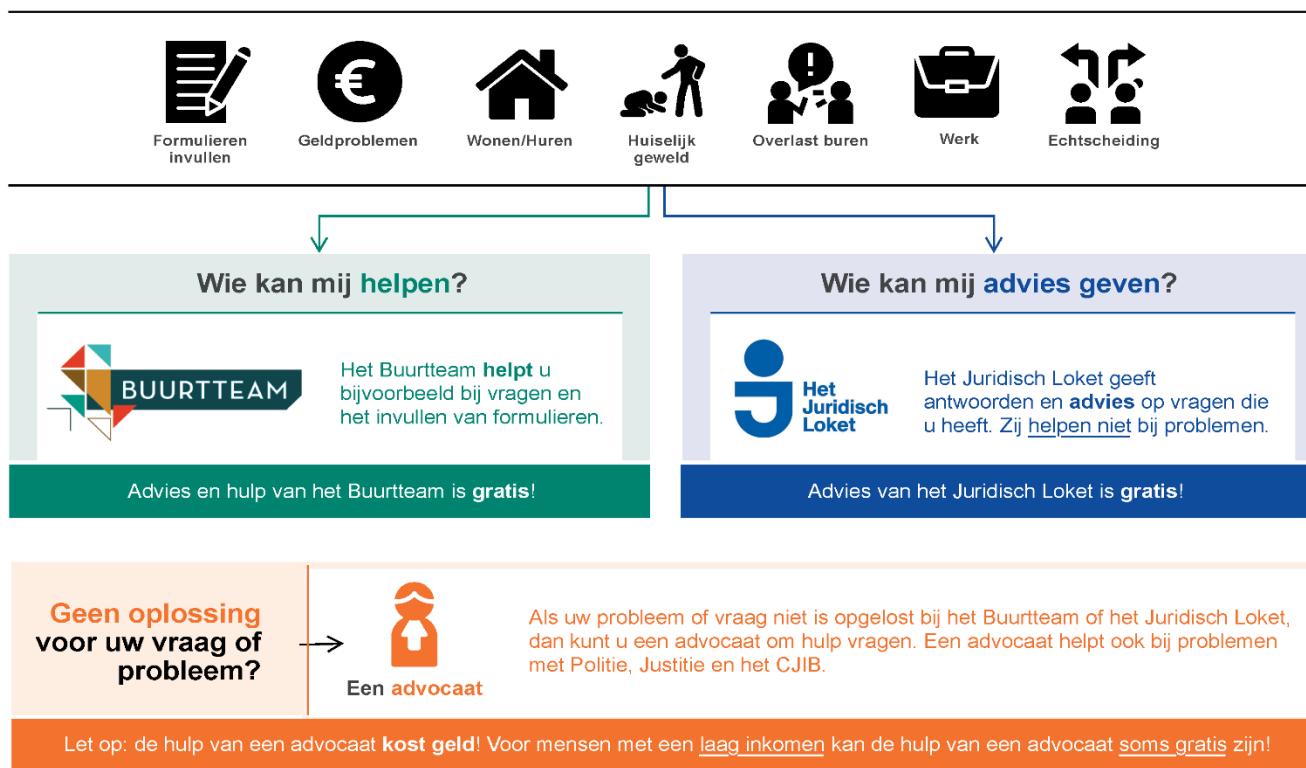 Formulieren
invullen
Geldproblemen
Wonen/Huren
Huiselijk
geweld
Overlast buren
Werk
Echtscheiding
Wie kan mij helpen?
BUURTTEAM
Het Buurtteam helpt u
bijvoorbeeld bij vragen en
het invullen van formulieren.
Advies en hulp van het Buurtteam is gratis!
Wie kan mij advies geven?
Het
Juridisch
Loket
Het Juridisch Loket geeft
antwoorden en advies op vragen die
u heeft. Zij helpen niet bij problemen.
Advies van het Juridisch Loket is gratis!
Geen oplossing
voor uw vraag of
probleem?
Een advocaat
Als uw probleem of vraag niet is opgelost bij het Buurtteam of het Juridisch Loket,
dan kunt u een advocaat om hulp vragen. Een advocaat helpt ook bij problemen
met Politie, Justitie en het CJIB.
Let op: de hulp van een advocaat kost geld! Voor mensen met een laag inkomen kan de hulp van een advocaat soms gratis zijn!